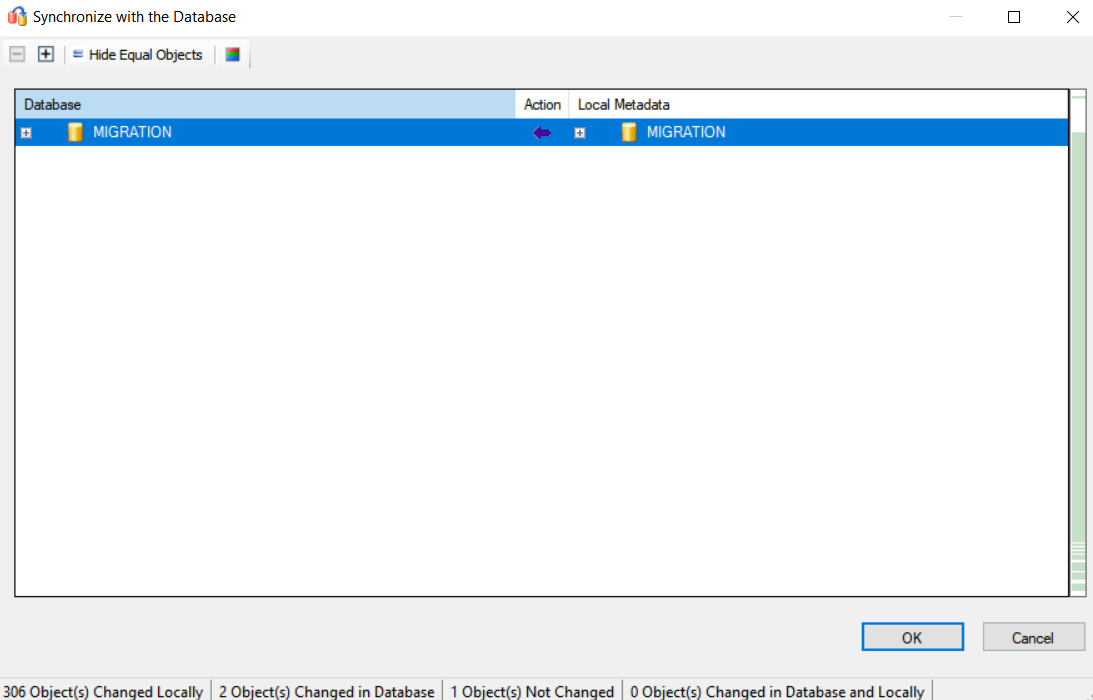 Synchronize with the Database
Hide Equal Objects
Database Action Local Metadata
MIGRATION MIGRATION
OK Cancel
306 Object(s) Changed Locally 2 Object(s) Changed in Database 1 Object(s) Not Changed 0 Object(s) Changed in Database and Locally